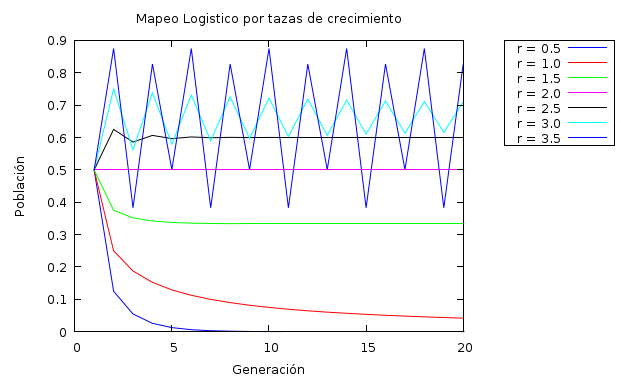 Mapeo Logistico por tazas de crecimiento
0.9
0.8
0.7
0.6
0.5
0.4
0.3
0.2
0.1
0
0 5 10 15 20
Población
Generación
r = 0.5
r = 1.0
r = 1.5
r = 2.0
r = 2.5
r = 3.0
r = 3.5